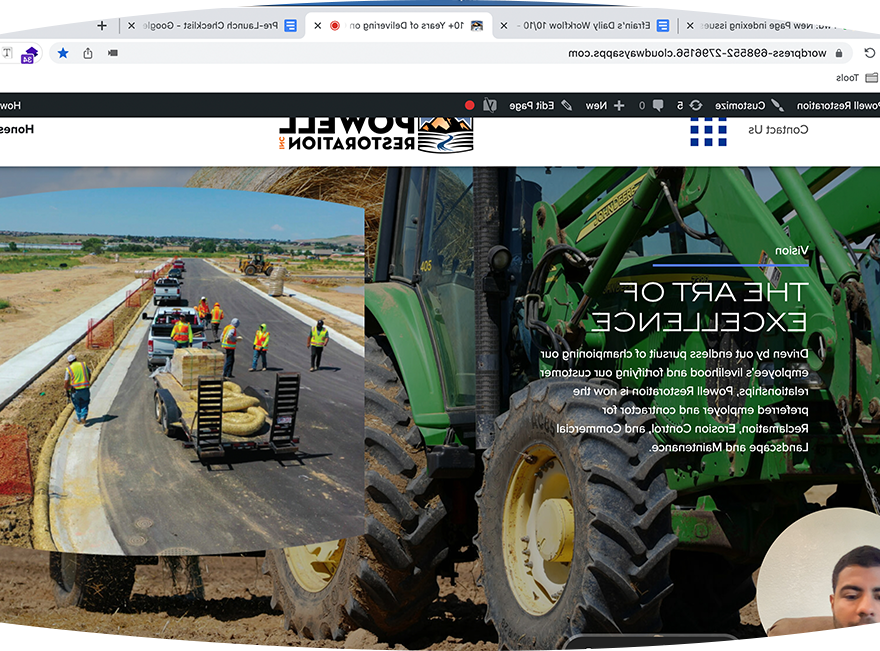 New Page indexing issues
Efrain's Daily Workflow 10/10 -
10+ Years of Delivering on
Pre-Launch Checklist - Google
wordpress-698552-2796156.cloudwaysapps.com
34
Tools
Powell Restoration Customize 5 0 New Edit Page
Contact Us
POWELL
RESTORATION INC
Vision
THE ART OF
EXCELLENCE
Driven by out endless pursuit of championing our
employee's livelihood and fortifying our customer
relationships, Powell Restoration is now the
preferred employer and contractor for
Reclamation, Erosion Control, and Commercial
Landscape and Maintenance.